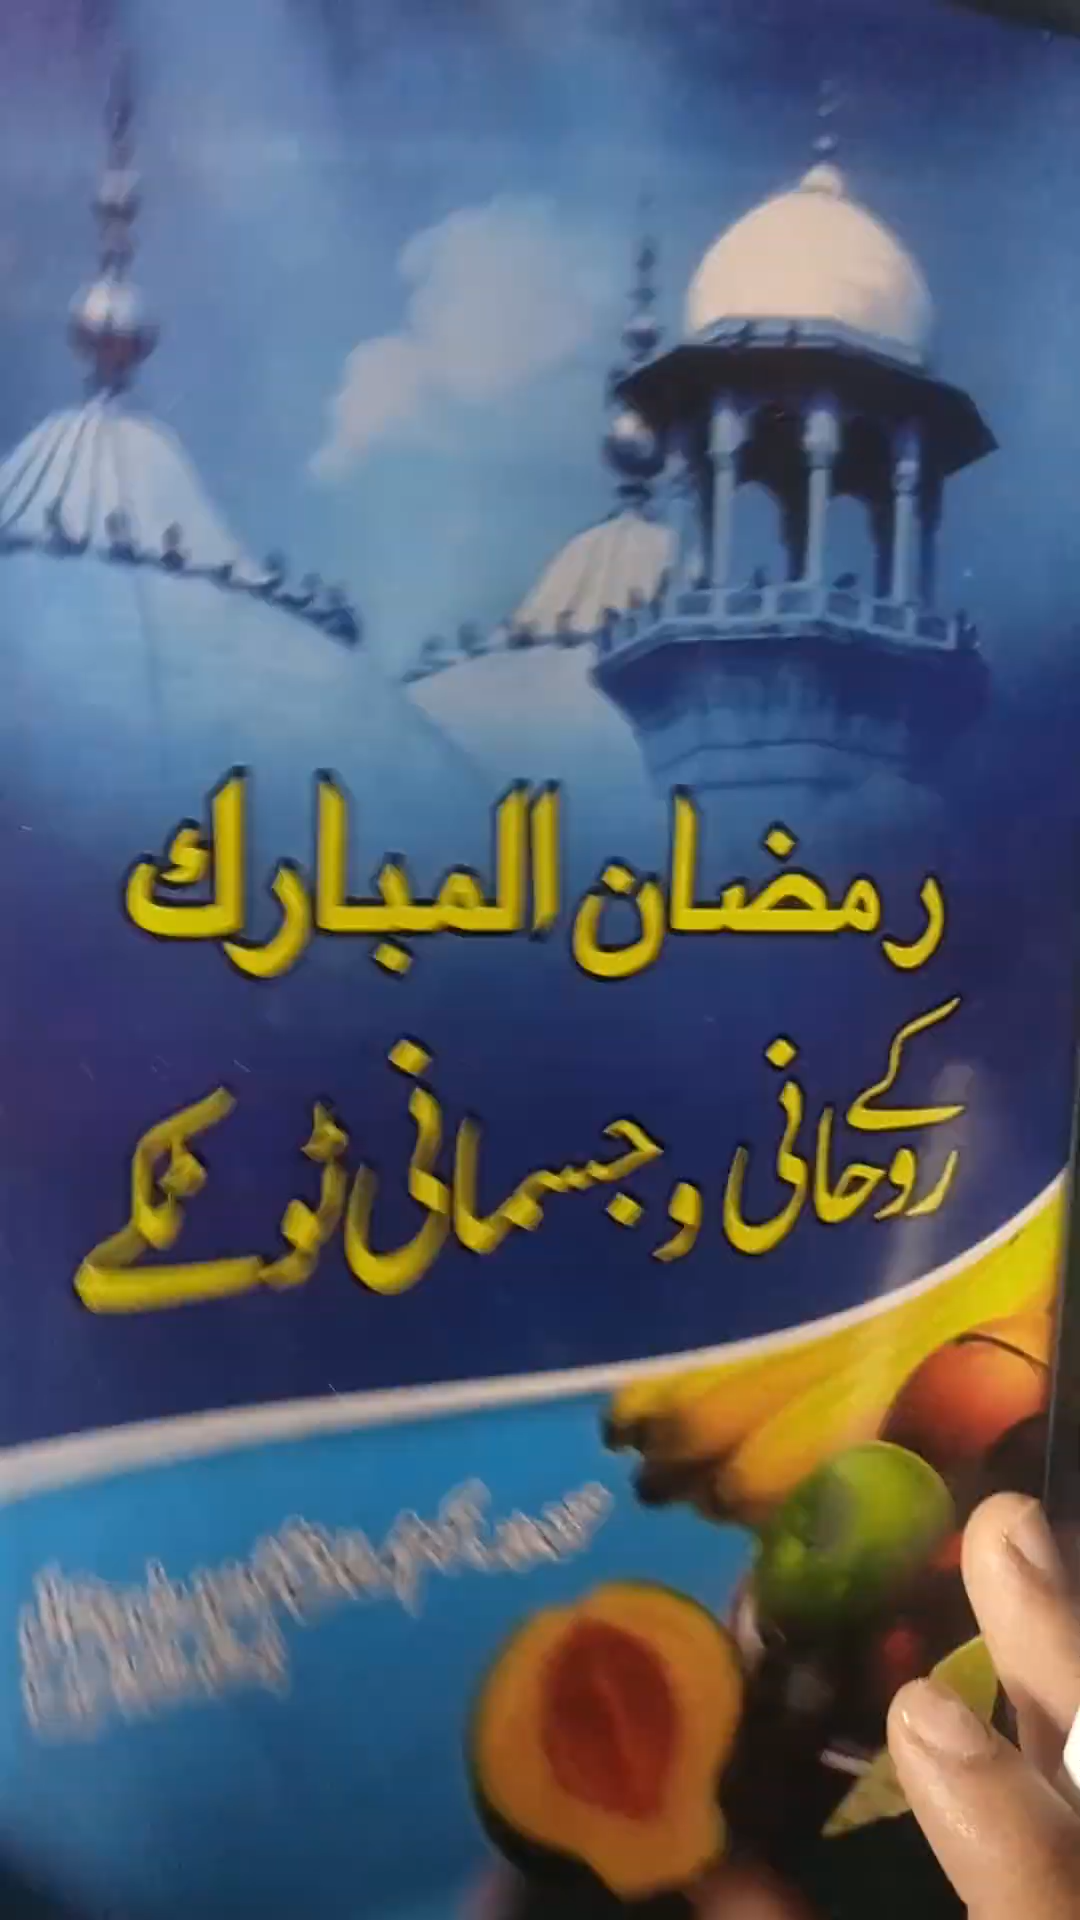 رمضان المبارک
کے
روحانی و جسمانی ٹوٹکے